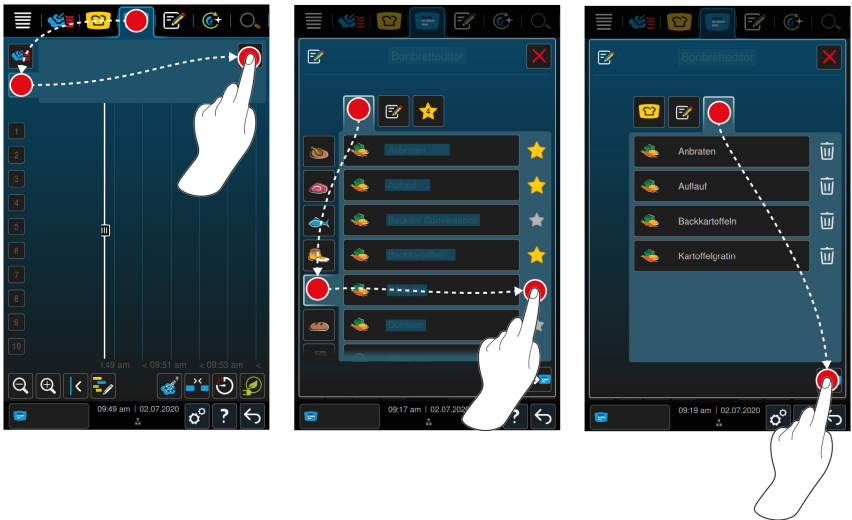 1
2
3
4
5
6
7
8
9
10
:49 am < 09:51 am < 09:53 am <
09:49 am | 02.07.2020
?
Bonbretteditor
4
Anbraten
Auflauf
Backen/ Convenience
Backkartoffeln
Dünsten
09:17 am | 02.07.2020
?
Bonbretteditor
Anbraten
Auflauf
Backkartoffeln
Kartoffelgratin
09:19 am | 02.07.2020